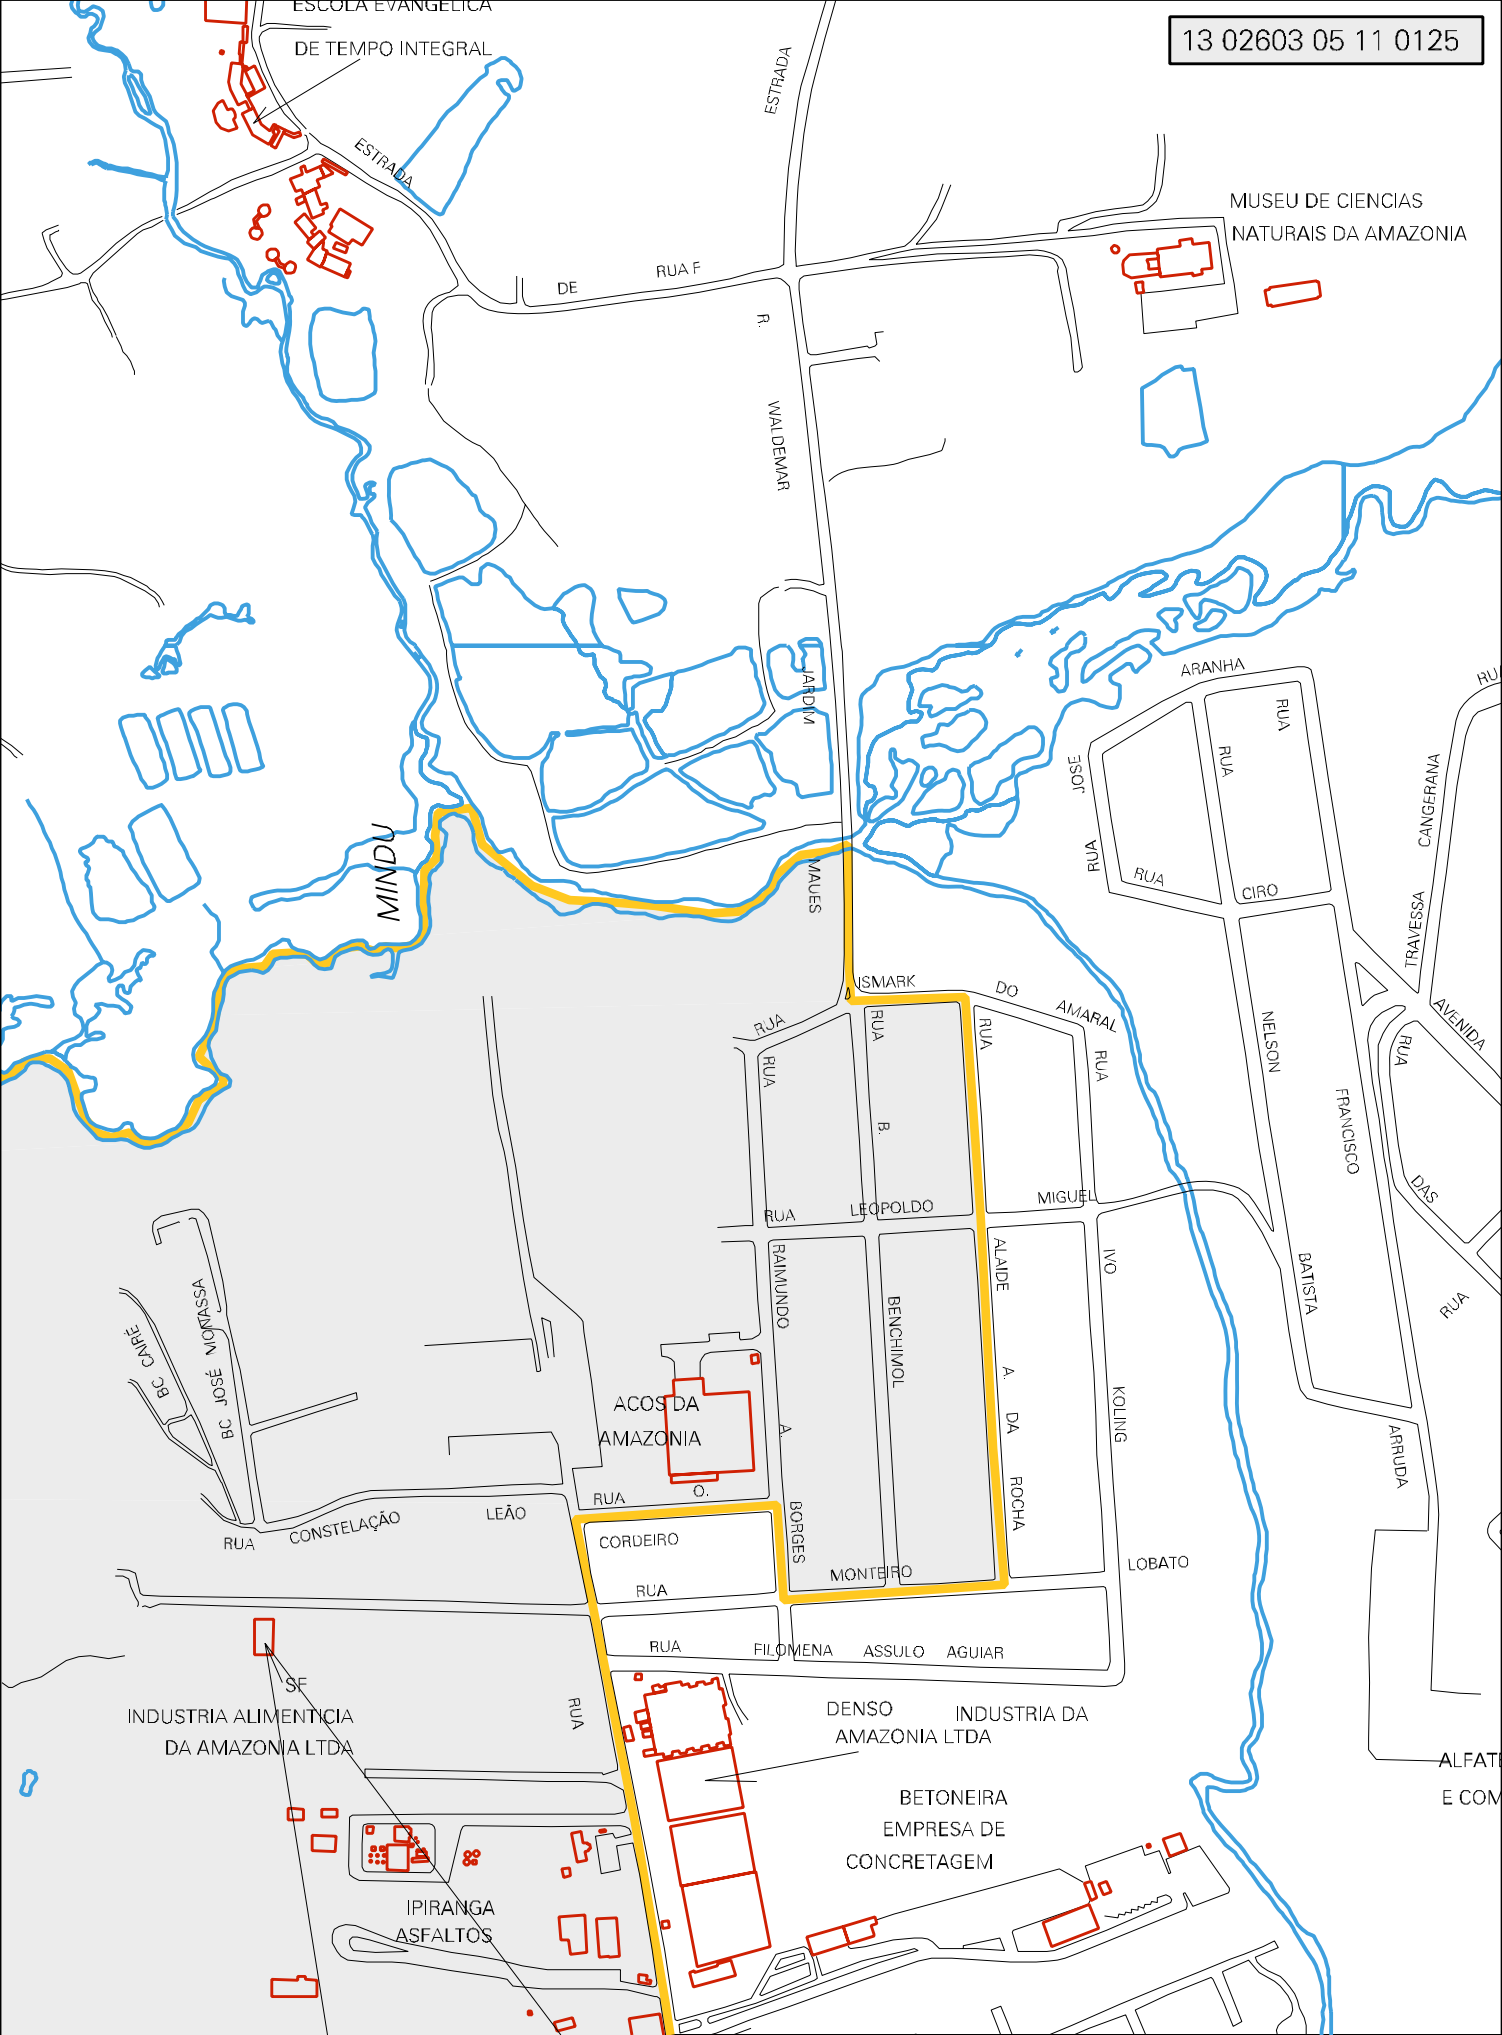 ESCOLA EVANGELICA
DE TEMPO INTEGRAL
13 02603 05 11 0125
ESTRADA
ESTRADA
MUSEU DE CIENCIAS
NATURAIS DA AMAZONIA
RUA F
DE
R.
WALDEMAR
JARDIM
MAUES
ARANHA
RUA
RUA
JOSE
RUA
RUA
CIRO
CANGERANA
TRAVESSA
AVENIDA
RUA
MINDU
ISMARK
DO
AMARAL
RUA
RUA
RUA
RUA
RUA
NELSON
FRANCISCO
DAS
RUA
B.
RUA
LEOPOLDO
MIGUEL
RAIMUNDO
ALAIDE
IVO
BATISTA
BENCHIMOL
BC CAIRÉ
BC JOSÉ MONASSA
ACOS DA
AMAZONIA
A.
A.
DA
ROCHA
KOLING
ARRUDA
RUA
O.
CORDEIRO
BORGES
RUA
CONSTELAÇÃO
LEÃO
RUA
MONTEIRO
LOBATO
RUA
FILOMENA
ASSULO
AGUIAR
SF
INDUSTRIA ALIMENTICIA
DA AMAZONIA LTDA
RUA
DENSO
INDUSTRIA DA
AMAZONIA LTDA
BETONEIRA
EMPRESA DE
CONCRETAGEM
E COM
IPIRANGA
ASFALTOS